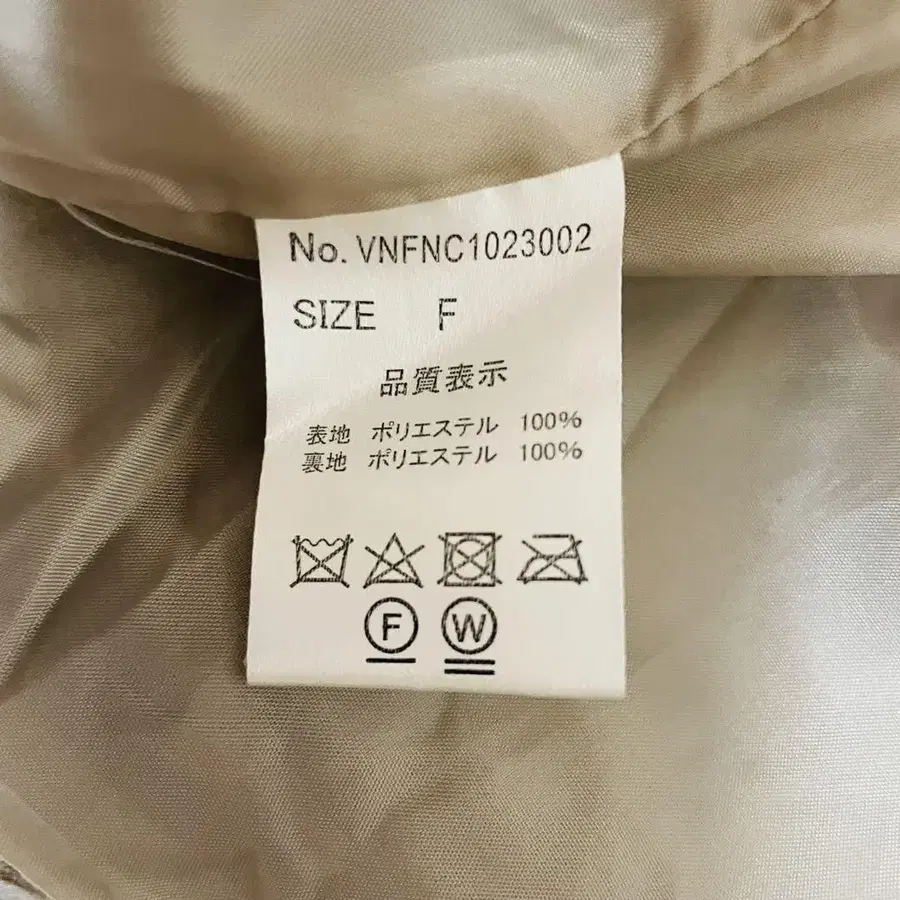 No. VNFNC1023002
SIZE F
品質表示
表地 ポリエステル 100%
裏地 ポリエステル 100%
F W